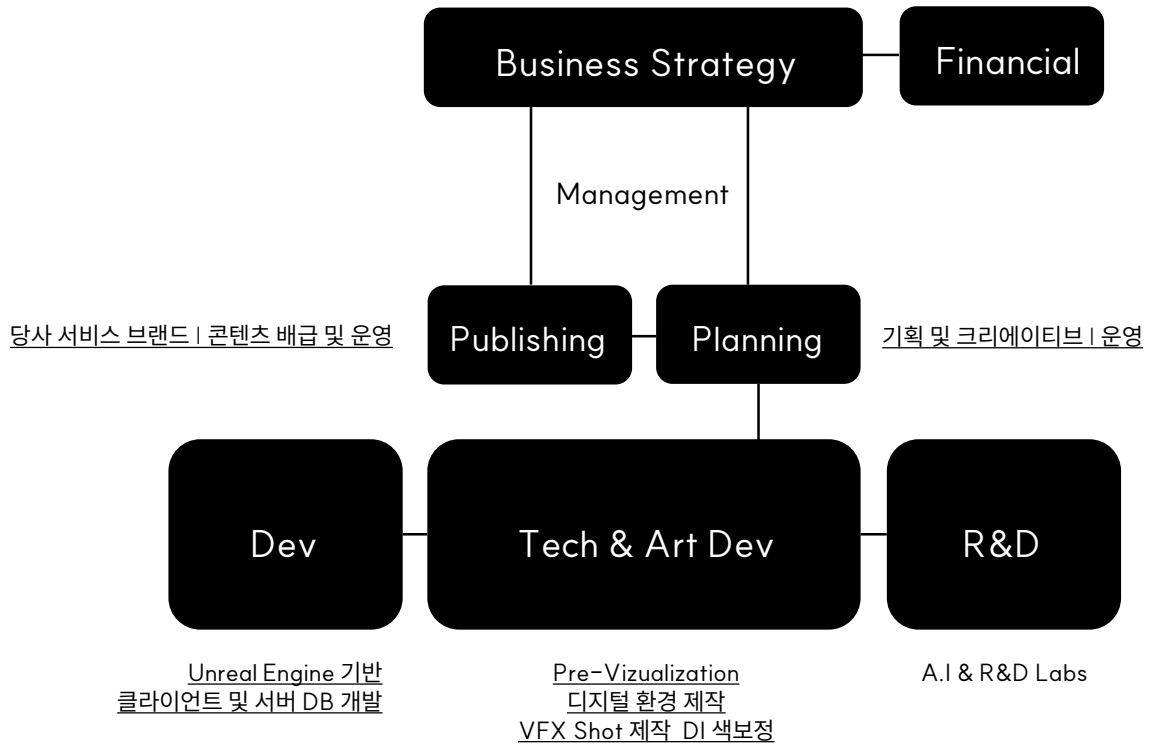 Business Strategy
Financial
Management
당사 서비스 브랜드 | 콘텐츠 배급 및 운영
Publishing
Planning
기획 및 크리에이티브 | 운영
Dev
Tech & Art Dev
R&D
Unreal Engine 기반
클라이언트 및 서버 DB 개발
Pre-Vizualization
디지털 환경 제작
VFX Shot 제작  DI 색보정
A.I & R&D Labs